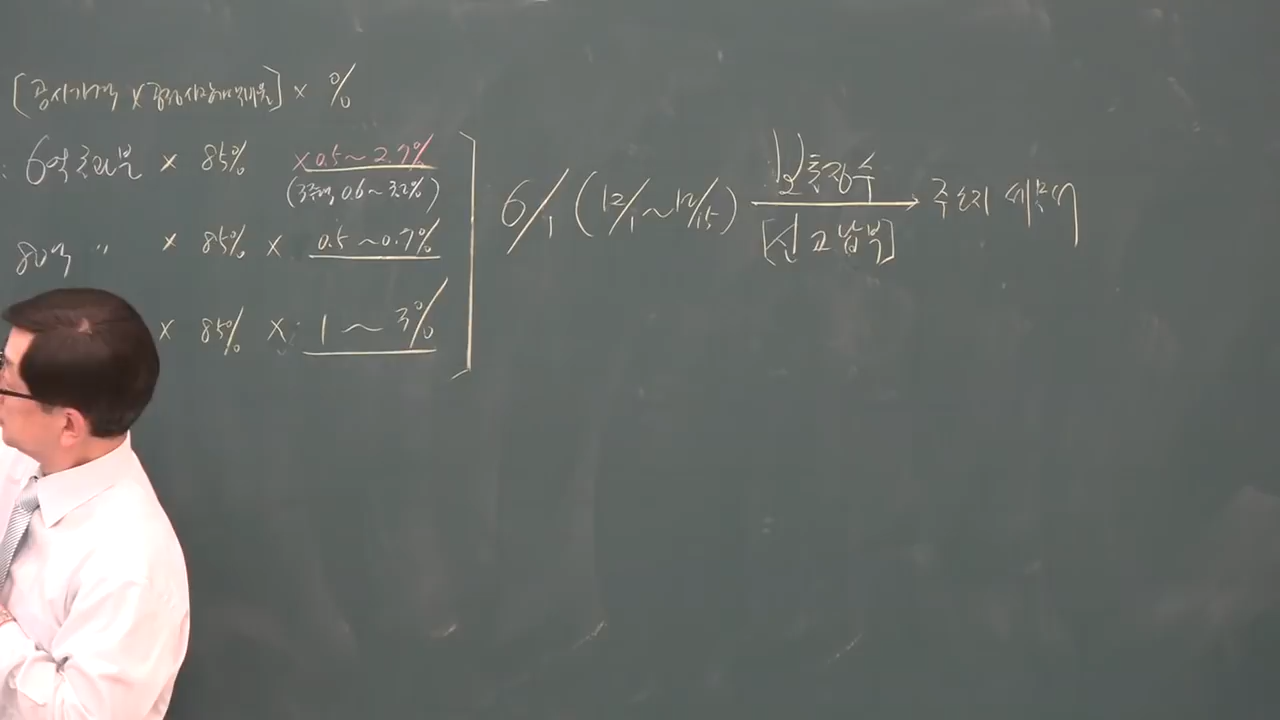 [공시가액 × 공정시장가액비율] × %
: 6억초과분 × 85% × 0.5 ~ 2.7%
(3주택, 0.6 ~ 3.2%)
80억 〃 × 85% × 0.5 ~ 0.7%
× 85% × 1 ~ 3%
6/1 (12/1 ~ 12/15) 보통징수 → 주소지 세무서
[신고납부]